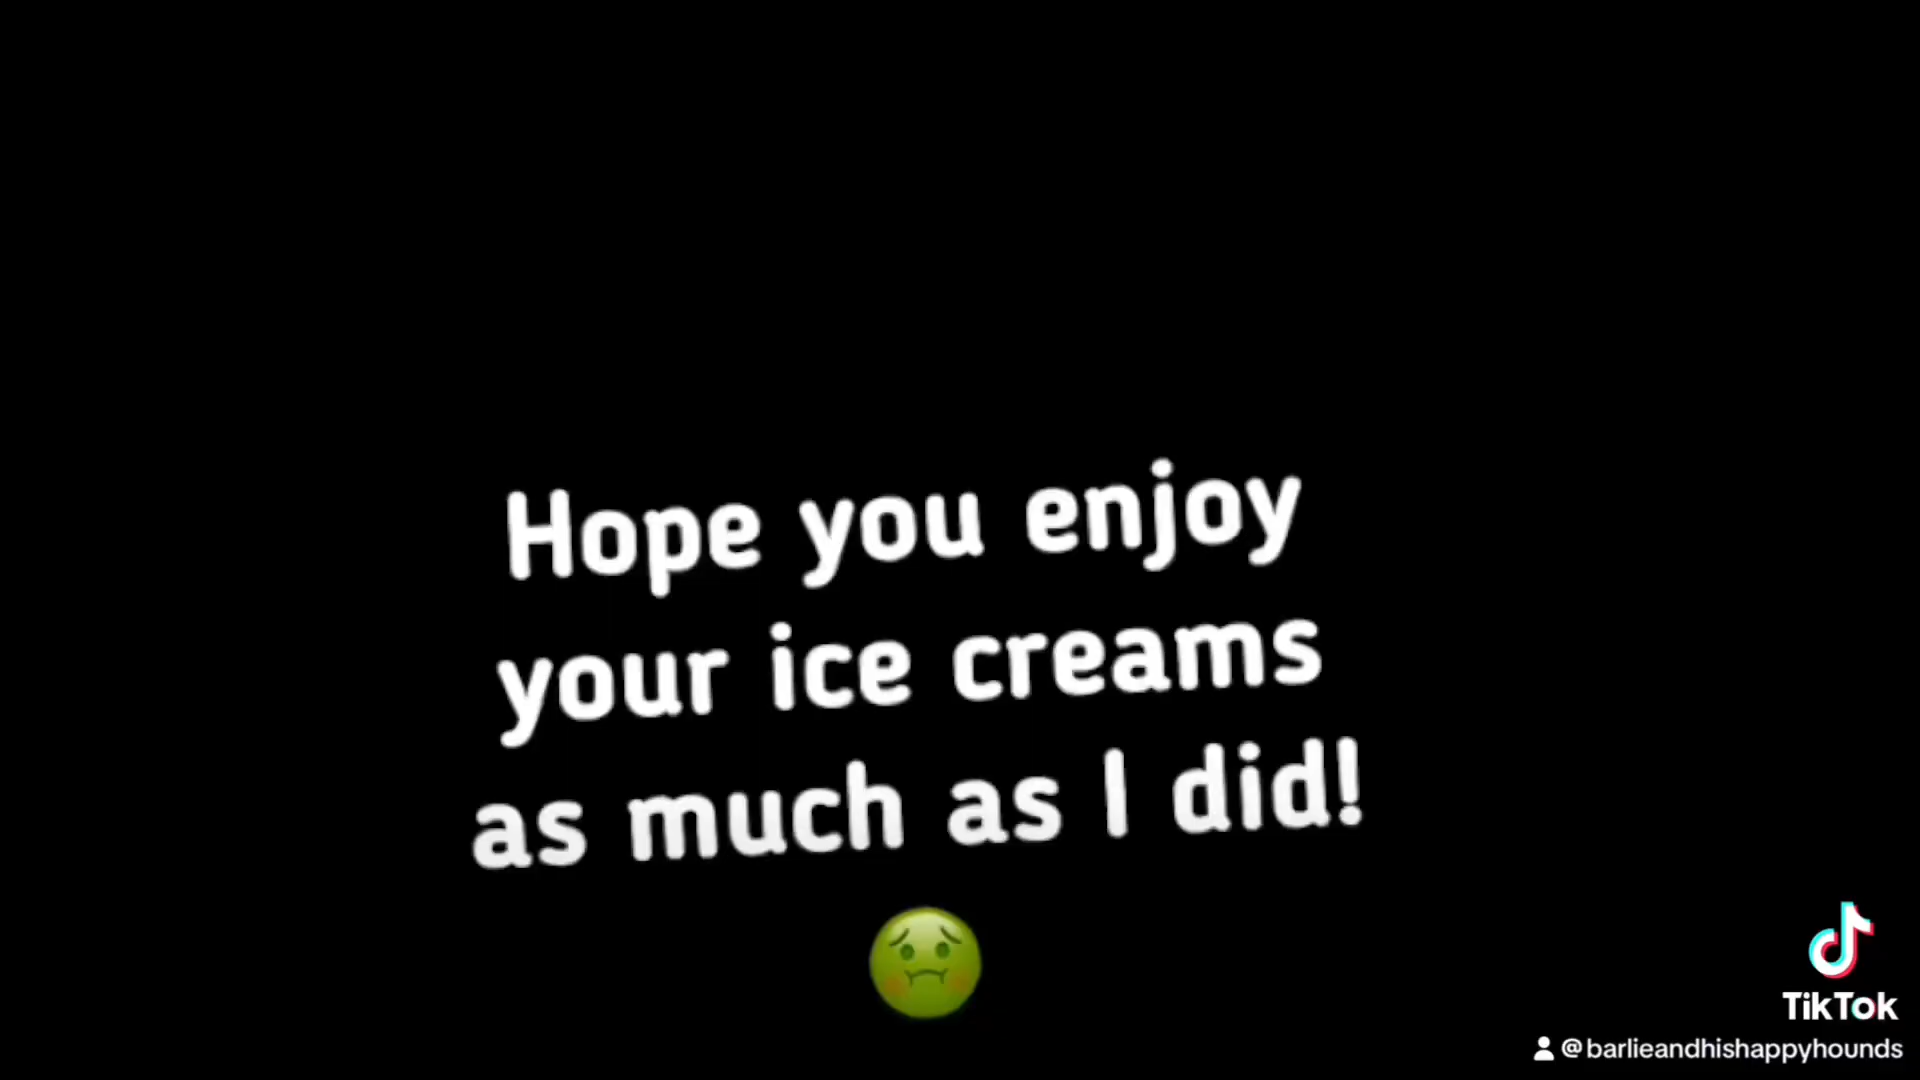 Hope you enjoy
your ice creams
as much as I did!
🤢
TikTok
@barlieandhishappyhounds